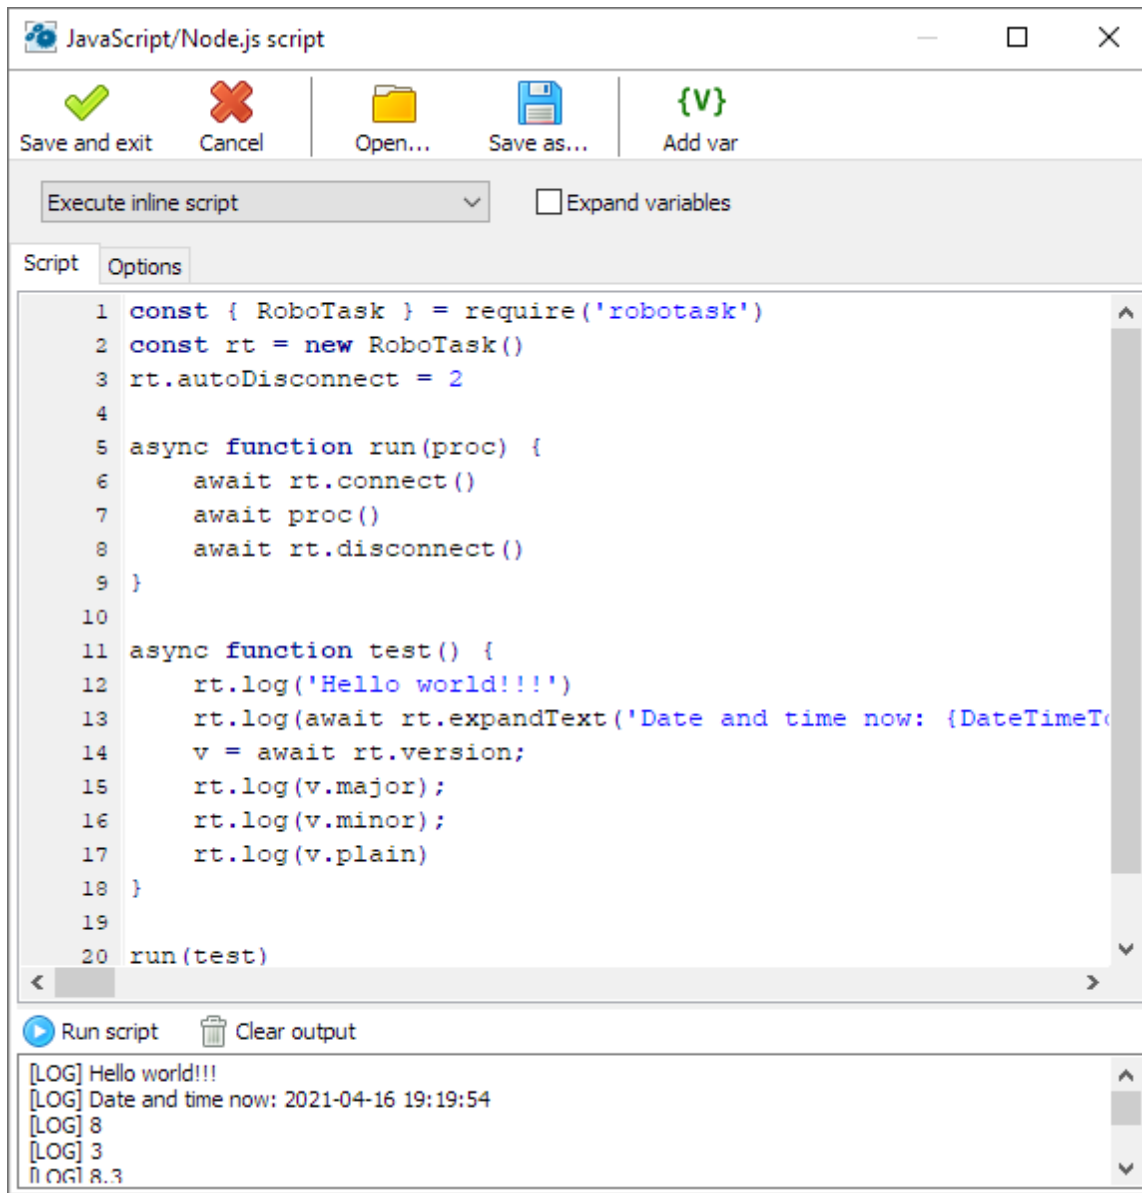 JavaScript/Node.js script
{V}
Save and exit Cancel Open... Save as... Add var
Execute inline script Expand variables
Script Options
1 const { RoboTask } = require('robotask')
2 const rt = new RoboTask()
3 rt.autoDisconnect = 2
4
5 async function run(proc) {
6 await rt.connect()
7 await proc()
8 await rt.disconnect()
9 }
10
11 async function test() {
12 rt.log('Hello world!!!')
13 rt.log(await rt.expandText('Date and time now: {DateTimeT
14 v = await rt.version;
15 rt.log(v.major);
16 rt.log(v.minor);
17 rt.log(v.plain)
18 }
19
20 run(test)
Run script Clear output
[LOG] Hello world!!!
[LOG] Date and time now: 2021-04-16 19:19:54
[LOG] 8
[LOG] 3
[LOG] 8.3